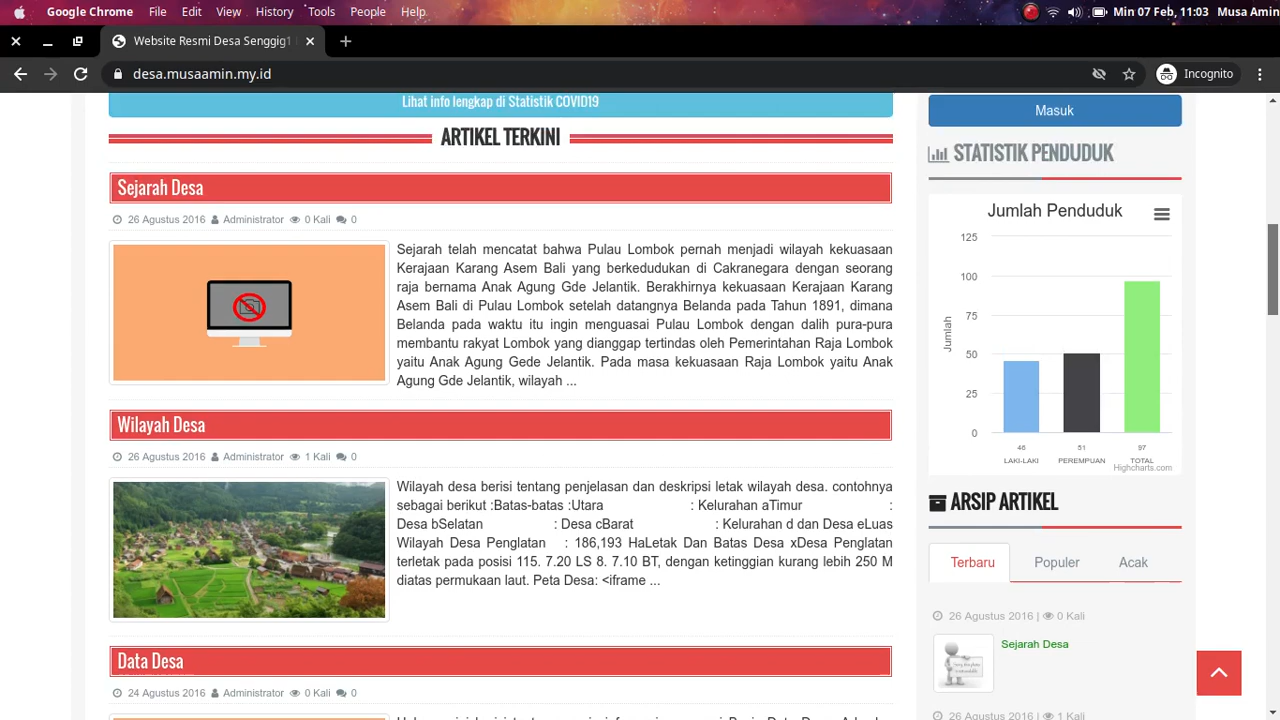 Google Chrome File Edit View History Tools People Help
Min 07 Feb, 11:03 Musa Amin
Website Resmi Desa Senggig1
desa.musaamin.my.id
Incognito
Lihat info lengkap di Statistik COVID19
ARTIKEL TERKINI
Sejarah Desa
26 Agustus 2016 Administrator 0 Kali 0
Sejarah telah mencatat bahwa Pulau Lombok pernah menjadi wilayah kekuasaan
Kerajaan Karang Asem Bali yang berkedudukan di Cakranegara dengan seorang
raja bernama Anak Agung Gde Jelantik. Berakhirnya kekuasaan Kerajaan Karang
Asem Bali di Pulau Lombok setelah datangnya Belanda pada Tahun 1891, dimana
Belanda pada waktu itu ingin menguasai Pulau Lombok dengan dalih pura-pura
membantu rakyat Lombok yang dianggap tertindas oleh Pemerintahan Raja Lombok
yaitu Anak Agung Gede Jelantik. Pada masa kekuasaan Raja Lombok yaitu Anak
Agung Gde Jelantik, wilayah ...
Wilayah Desa
26 Agustus 2016 Administrator 1 Kali 0
Wilayah desa berisi tentang penjelasan dan deskripsi letak wilayah desa. contohnya
sebagai berikut :Batas-batas :Utara : Kelurahan aTimur :
Desa bSelatan : Desa cBarat : Kelurahan d dan Desa eLuas
Wilayah Desa Penglatan : 186,193 HaLetak Dan Batas Desa xDesa Penglatan
terletak pada posisi 115. 7.20 LS 8. 7.10 BT, dengan ketinggian kurang lebih 250 M
diatas permukaan laut. Peta Desa: <iframe ...
Data Desa
24 Agustus 2016 Administrator 0 Kali 0
Masuk
STATISTIK PENDUDUK
Jumlah Penduduk
125
100
75
50
25
0
Jumlah
46 51 97
LAKI-LAKI PEREMPUAN TOTAL
Highcharts.com
ARSIP ARTIKEL
Terbaru Populer Acak
26 Agustus 2016 | 0 Kali
Sejarah Desa
26 Agustus 2016 | 1 Kali